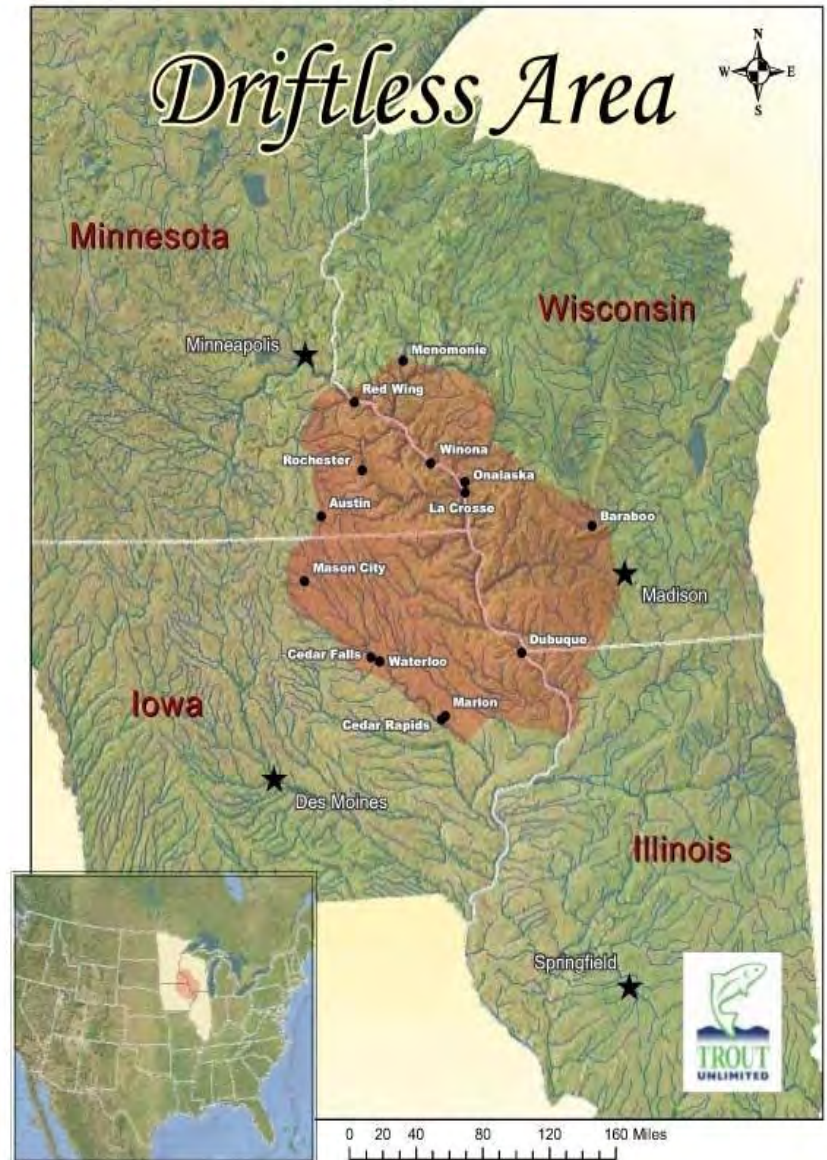 Driftless Area
N
W E
S
Minnesota
Wisconsin
Minneapolis
Menomonie
Red Wing
Winona
Rochester
Onalaska
La Crosse
Austin
Baraboo
Mason City
Madison
Dubuque
Cedar Falls
Waterloo
Iowa
Marion
Cedar Rapids
Des Moines
Illinois
Springfield
TROUT
UNLIMITED
0 20 40 80 120 160 Miles